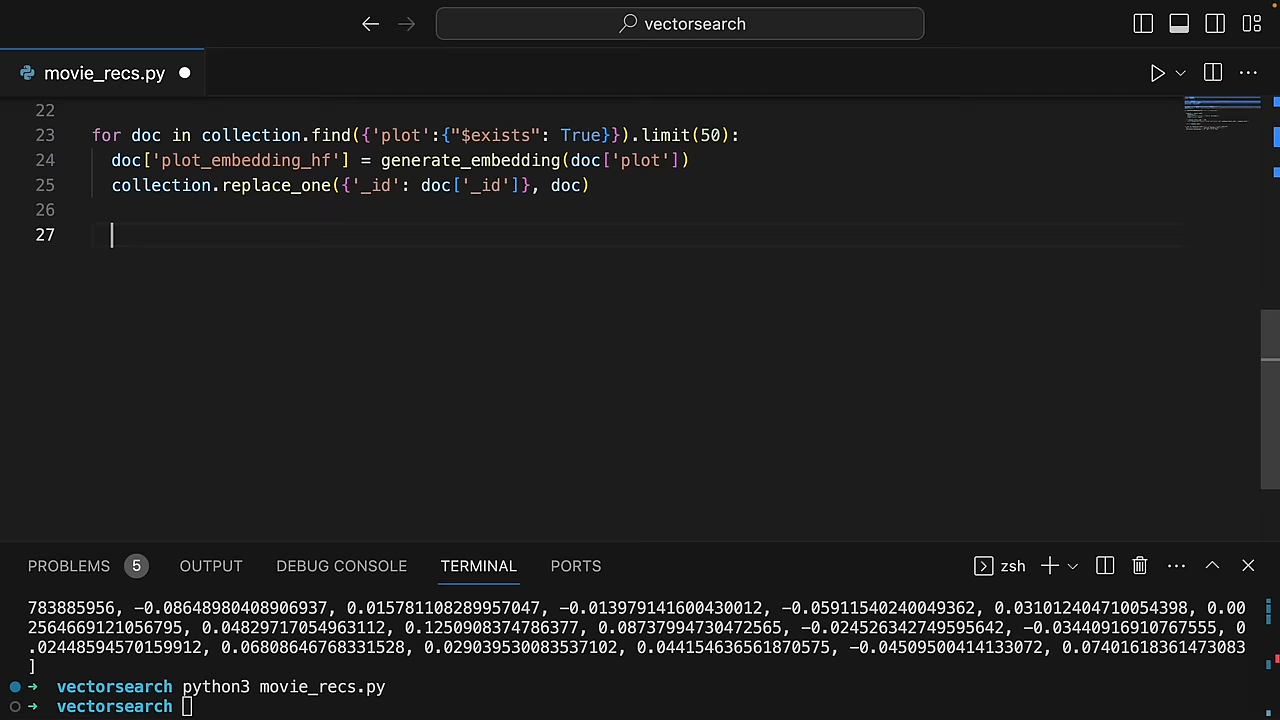 vectorsearch
movie_recs.py
22
23 for doc in collection.find({'plot':{"$exists": True}}).limit(50):
24 doc['plot_embedding_hf'] = generate_embedding(doc['plot'])
25 collection.replace_one({'_id': doc['_id']}, doc)
26
27
PROBLEMS 5 OUTPUT DEBUG CONSOLE TERMINAL PORTS zsh
783885956, -0.08648980408906937, 0.015781108289957047, -0.013979141600430012, -0.05911540240049362, 0.031012404710054398, 0.00
2564669121056795, 0.04829717054963112, 0.1250908374786377, 0.08737994730472565, -0.024526342749595642, -0.03440916910767555, 0
.02448594570159912, 0.06808646768331528, 0.029039530083537102, 0.044154636561870575, -0.04509500414133072, 0.07401618361473083
]
vectorsearch python3 movie_recs.py
vectorsearch